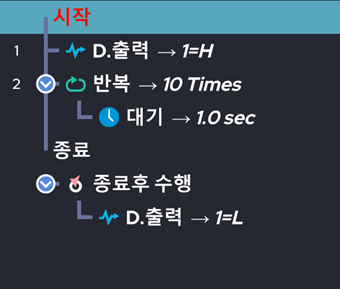 시작
1 D.출력 → 1=H
2 반복 → 10 Times
대기 → 1.0 sec
종료
종료후 수행
D.출력 → 1=L